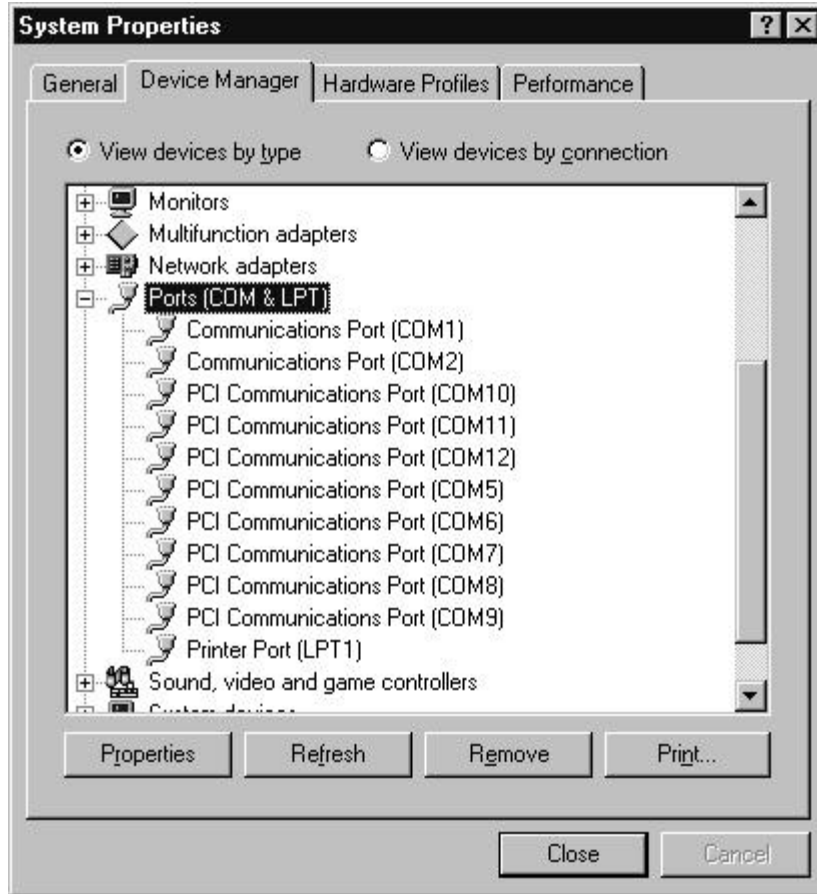 System Properties
General Device Manager Hardware Profiles Performance
View devices by type View devices by connection
Monitors
Multifunction adapters
Network adapters
Ports (COM & LPT)
Communications Port (COM1)
Communications Port (COM2)
PCI Communications Port (COM10)
PCI Communications Port (COM11)
PCI Communications Port (COM12)
PCI Communications Port (COM5)
PCI Communications Port (COM6)
PCI Communications Port (COM7)
PCI Communications Port (COM8)
PCI Communications Port (COM9)
Printer Port (LPT1)
Sound, video and game controllers
System devices
Properties Refresh Remove Print...
Close Cancel